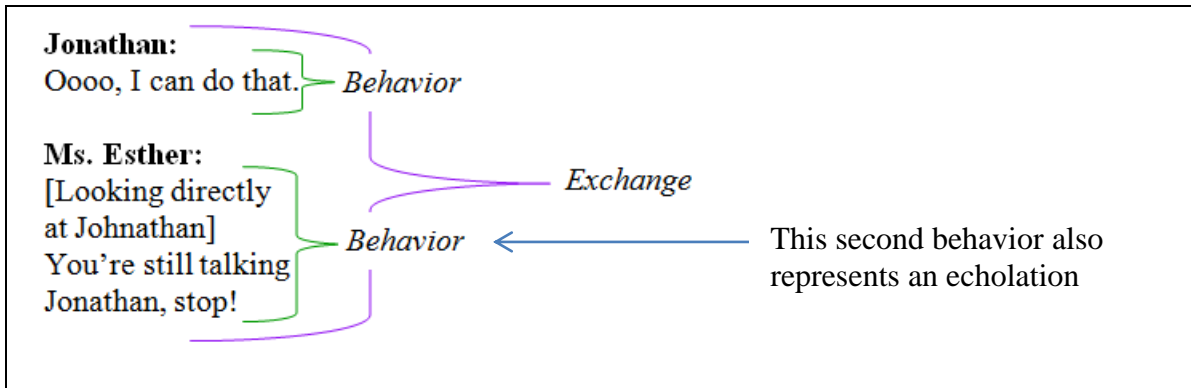 Jonathan:
Oooo, I can do that.
Behavior
Ms. Esther:
[Looking directly
at Johnathan]
You're still talking
Jonathan, stop!
Behavior
Exchange
This second behavior also
represents an echolation